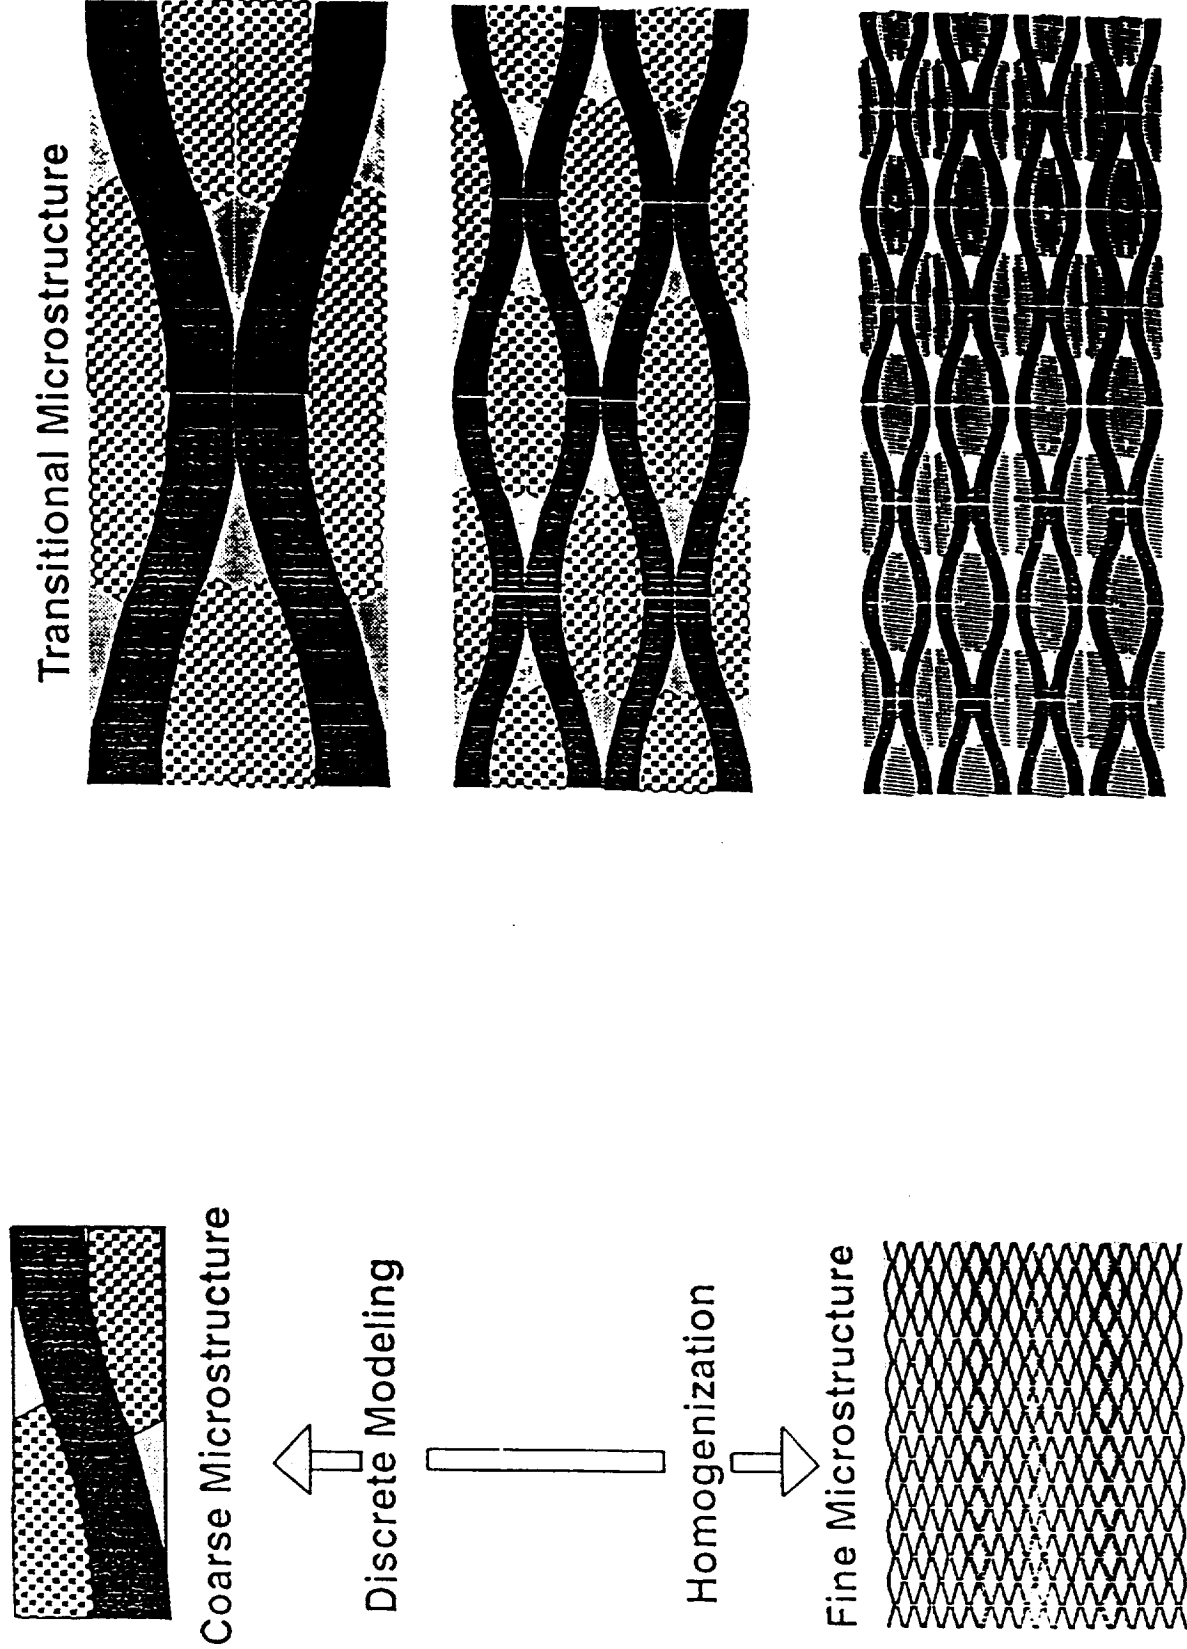 Coarse Microstructure
Discrete Modeling
Homogenization
Fine Microstructure
Transitional Microstructure